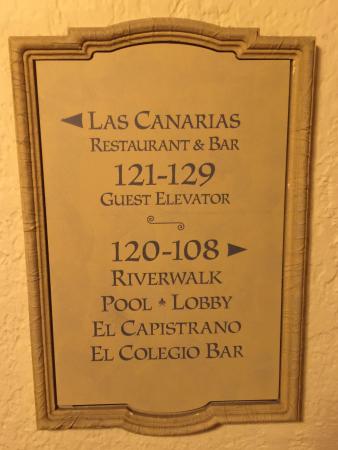 ◄ LAS CANARIAS
RESTAURANT & BAR
121-129
GUEST ELEVATOR
120-108 ►
RIVERWALK
POOL ♠ LOBBY
EL CAPISTRANO
EL COLEGIO BAR